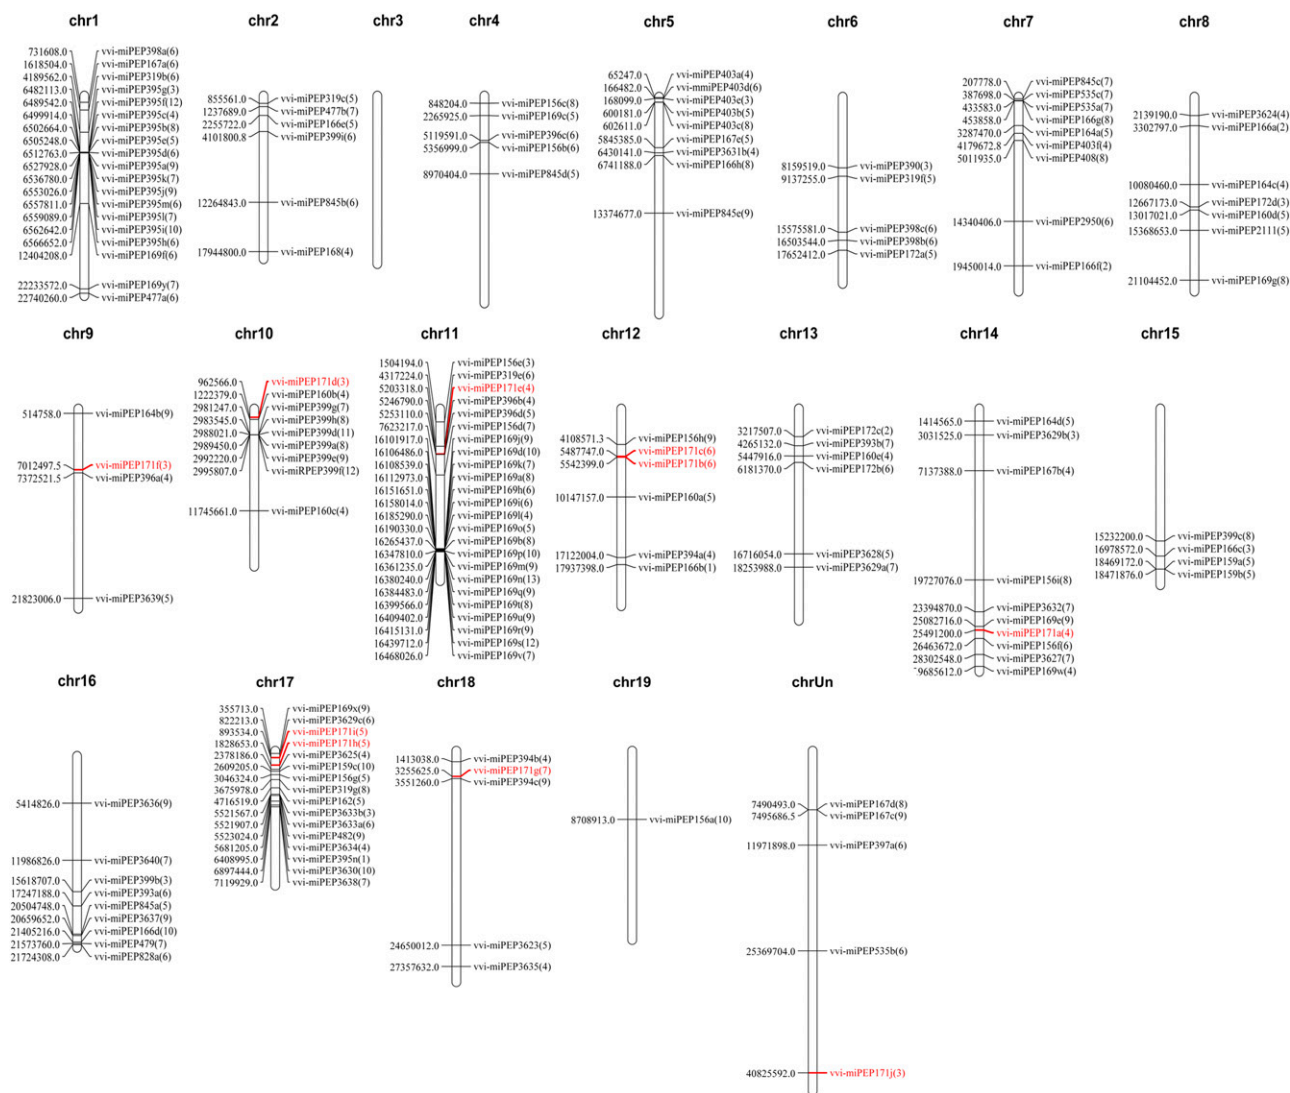 chr1
731608.0 vvi-miPEP398a(6)
1618504.0 vvi-miPEP167a(6)
4189562.0 vvi-miPEP319b(6)
6482113.0 vvi-miPEP395g(3)
6489542.0 vvi-miPEP395f(12)
6499914.0 vvi-miPEP395c(4)
6502664.0 vvi-miPEP395b(8)
6505248.0 vvi-miPEP395e(5)
6512763.0 vvi-miPEP395d(6)
6527928.0 vvi-miPEP395a(9)
6536780.0 vvi-miPEP395k(7)
6553026.0 vvi-miPEP395j(9)
6557811.0 vvi-miPEP395m(6)
6559089.0 vvi-miPEP395l(7)
6562642.0 vvi-miPEP395i(10)
6566652.0 vvi-miPEP395h(6)
12404208.0 vvi-miPEP169f(6)
22233572.0 vvi-miPEP169y(7)
22740260.0 vvi-miPEP477a(6)
chr2
855561.0 vvi-miPEP319c(5)
1237689.0 vvi-miPEP477b(7)
2255722.0 vvi-miPEP166e(5)
4101800.8 vvi-miPEP399i(6)
12264843.0 vvi-miPEP845b(6)
17944800.0 vvi-miPEP168(4)
chr3
chr4
848204.0 vvi-miPEP156c(8)
2265925.0 vvi-miPEP169c(5)
5119591.0 vvi-miPEP396c(6)
5356999.0 vvi-miPEP156b(6)
8970404.0 vvi-miPEP845d(5)
chr5
65247.0 vvi-miPEP403a(4)
166482.0 vvi-mmiPEP403d(6)
168099.0 vvi-miPEP403e(3)
600181.0 vvi-miPEP403b(5)
602611.0 vvi-miPEP403c(8)
5845385.0 vvi-miPEP167e(5)
6430141.0 vvi-miPEP3631b(4)
6741188.0 vvi-miPEP166h(8)
13374677.0 vvi-miPEP845e(9)
chr6
8159519.0 vvi-miPEP390(3)
9137255.0 vvi-miPEP319f(5)
15575581.0 vvi-miPEP398c(6)
16503544.0 vvi-miPEP398b(6)
17652412.0 vvi-miPEP172a(5)
chr7
207778.0 vvi-miPEP845c(7)
387698.0 vvi-miPEP535c(7)
433583.0 vvi-miPEP535a(7)
453858.0 vvi-miPEP166g(8)
3287470.0 vvi-miPEP164a(5)
4179672.8 vvi-miPEP403f(4)
5011935.0 vvi-miPEP408(8)
14340406.0 vvi-miPEP2950(6)
19450014.0 vvi-miPEP166f(2)
chr8
2139190.0 vvi-miPEP3624(4)
3302797.0 vvi-miPEP166a(2)
10080460.0 vvi-miPEP164c(4)
12667173.0 vvi-miPEP172d(3)
13017021.0 vvi-miPEP160d(5)
15368653.0 vvi-miPEP2111(5)
21104452.0 vvi-miPEP169g(8)
chr9
514758.0 vvi-miPEP164b(9)
7012497.5 vvi-miPEP171f(3)
7372521.5 vvi-miPEP396a(4)
21823006.0 vvi-miPEP3639(5)
chr10
962566.0 vvi-miPEP171d(3)
1222379.0 vvi-miPEP160b(4)
2981247.0 vvi-miPEP399g(7)
2983545.0 vvi-miPEP399h(8)
2988021.0 vvi-miPEP399d(11)
2989450.0 vvi-miPEP399a(8)
2992220.0 vvi-miPEP399e(9)
2995807.0 vvi-miRPEP399f(12)
11745661.0 vvi-miPEP160c(4)
chr11
1504194.0 vvi-miPEP156e(3)
4317224.0 vvi-miPEP319e(6)
5203318.0 vvi-miPEP171e(4)
5246790.0 vvi-miPEP396b(4)
5253110.0 vvi-miPEP396d(5)
7623217.0 vvi-miPEP156d(7)
16101917.0 vvi-miPEP169j(9)
16106486.0 vvi-miPEP169d(10)
16108539.0 vvi-miPEP169k(7)
16112973.0 vvi-miPEP169a(8)
16151651.0 vvi-miPEP169h(6)
16158014.0 vvi-miPEP169i(6)
16185290.0 vvi-miPEP169l(4)
16190330.0 vvi-miPEP169o(5)
16265437.0 vvi-miPEP169b(8)
16347810.0 vvi-miPEP169p(10)
16361235.0 vvi-miPEP169m(9)
16380240.0 vvi-miPEP169n(13)
16384483.0 vvi-miPEP169q(9)
16399566.0 vvi-miPEP169t(8)
16409402.0 vvi-miPEP169u(9)
16415131.0 vvi-miPEP169r(9)
16439712.0 vvi-miPEP169s(12)
16468026.0 vvi-miPEP169v(7)
chr12
4108571.3 vvi-miPEP156h(9)
5487747.0 vvi-miPEP171c(6)
5542399.0 vvi-miPEP171b(6)
10147157.0 vvi-miPEP160a(5)
17122004.0 vvi-miPEP394a(4)
17937398.0 vvi-miPEP166b(1)
chr13
3217507.0 vvi-miPEP172c(2)
4265132.0 vvi-miPEP393b(7)
5447916.0 vvi-miPEP160e(4)
6181370.0 vvi-miPEP172b(6)
16716054.0 vvi-miPEP3628(5)
18253988.0 vvi-miPEP3629a(7)
chr14
1414565.0 vvi-miPEP164d(5)
3031525.0 vvi-miPEP3629b(3)
7137388.0 vvi-miPEP167b(4)
19727076.0 vvi-miPEP156i(8)
23394870.0 vvi-miPEP3632(7)
25082716.0 vvi-miPEP169e(9)
25491200.0 vvi-miPEP171a(4)
26463672.0 vvi-miPEP156f(6)
28302548.0 vvi-miPEP3627(7)
9685612.0 vvi-miPEP169w(4)
chr15
15232200.0 vvi-miPEP399c(8)
16978572.0 vvi-miPEP166c(3)
18469172.0 vvi-miPEP159a(5)
18471876.0 vvi-miPEP159b(5)
chr16
5414826.0 vvi-miPEP3636(9)
11986826.0 vvi-miPEP3640(7)
15618707.0 vvi-miPEP399b(3)
17247188.0 vvi-miPEP393a(6)
20504748.0 vvi-miPEP845a(5)
20659652.0 vvi-miPEP3637(9)
21405216.0 vvi-miPEP166d(10)
21573760.0 vvi-miPEP479(7)
21724308.0 vvi-miPEP828a(6)
chr17
355713.0 vvi-miPEP169x(9)
822213.0 vvi-miPEP3629c(6)
893534.0 vvi-miPEP171i(5)
1828653.0 vvi-miPEP171h(5)
2378186.0 vvi-miPEP3625(4)
2609205.0 vvi-miPEP159c(10)
3046324.0 vvi-miPEP156g(5)
3675978.0 vvi-miPEP319g(8)
4716519.0 vvi-miPEP162(5)
5521567.0 vvi-miPEP3633b(3)
5521907.0 vvi-miPEP3633a(6)
5523024.0 vvi-miPEP482(9)
5681205.0 vvi-miPEP3634(4)
6408995.0 vvi-miPEP395n(1)
6897444.0 vvi-miPEP3630(10)
7119929.0 vvi-miPEP3638(7)
chr18
1413038.0 vvi-miPEP394b(4)
3255625.0 vvi-miPEP171g(7)
3551260.0 vvi-miPEP394c(9)
24650012.0 vvi-miPEP3623(5)
27357632.0 vvi-miPEP3635(4)
chr19
8708913.0 vvi-miPEP156a(10)
chrUn
7490493.0 vvi-miPEP167d(8)
7495686.5 vvi-miPEP167c(9)
11971898.0 vvi-miPEP397a(6)
25369704.0 vvi-miPEP535b(6)
40825592.0 vvi-miPEP171j(3)